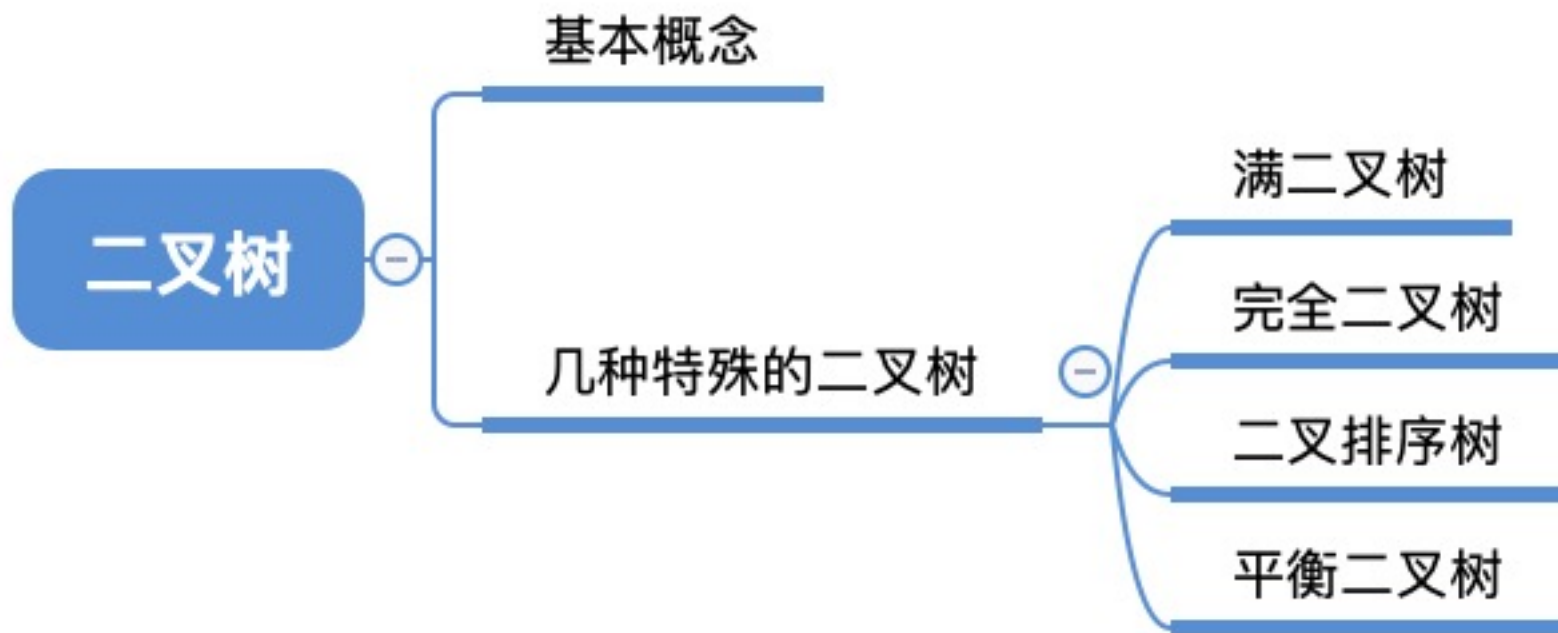 基本概念
二叉树
几种特殊的二叉树
满二叉树
完全二叉树
二叉排序树
平衡二叉树